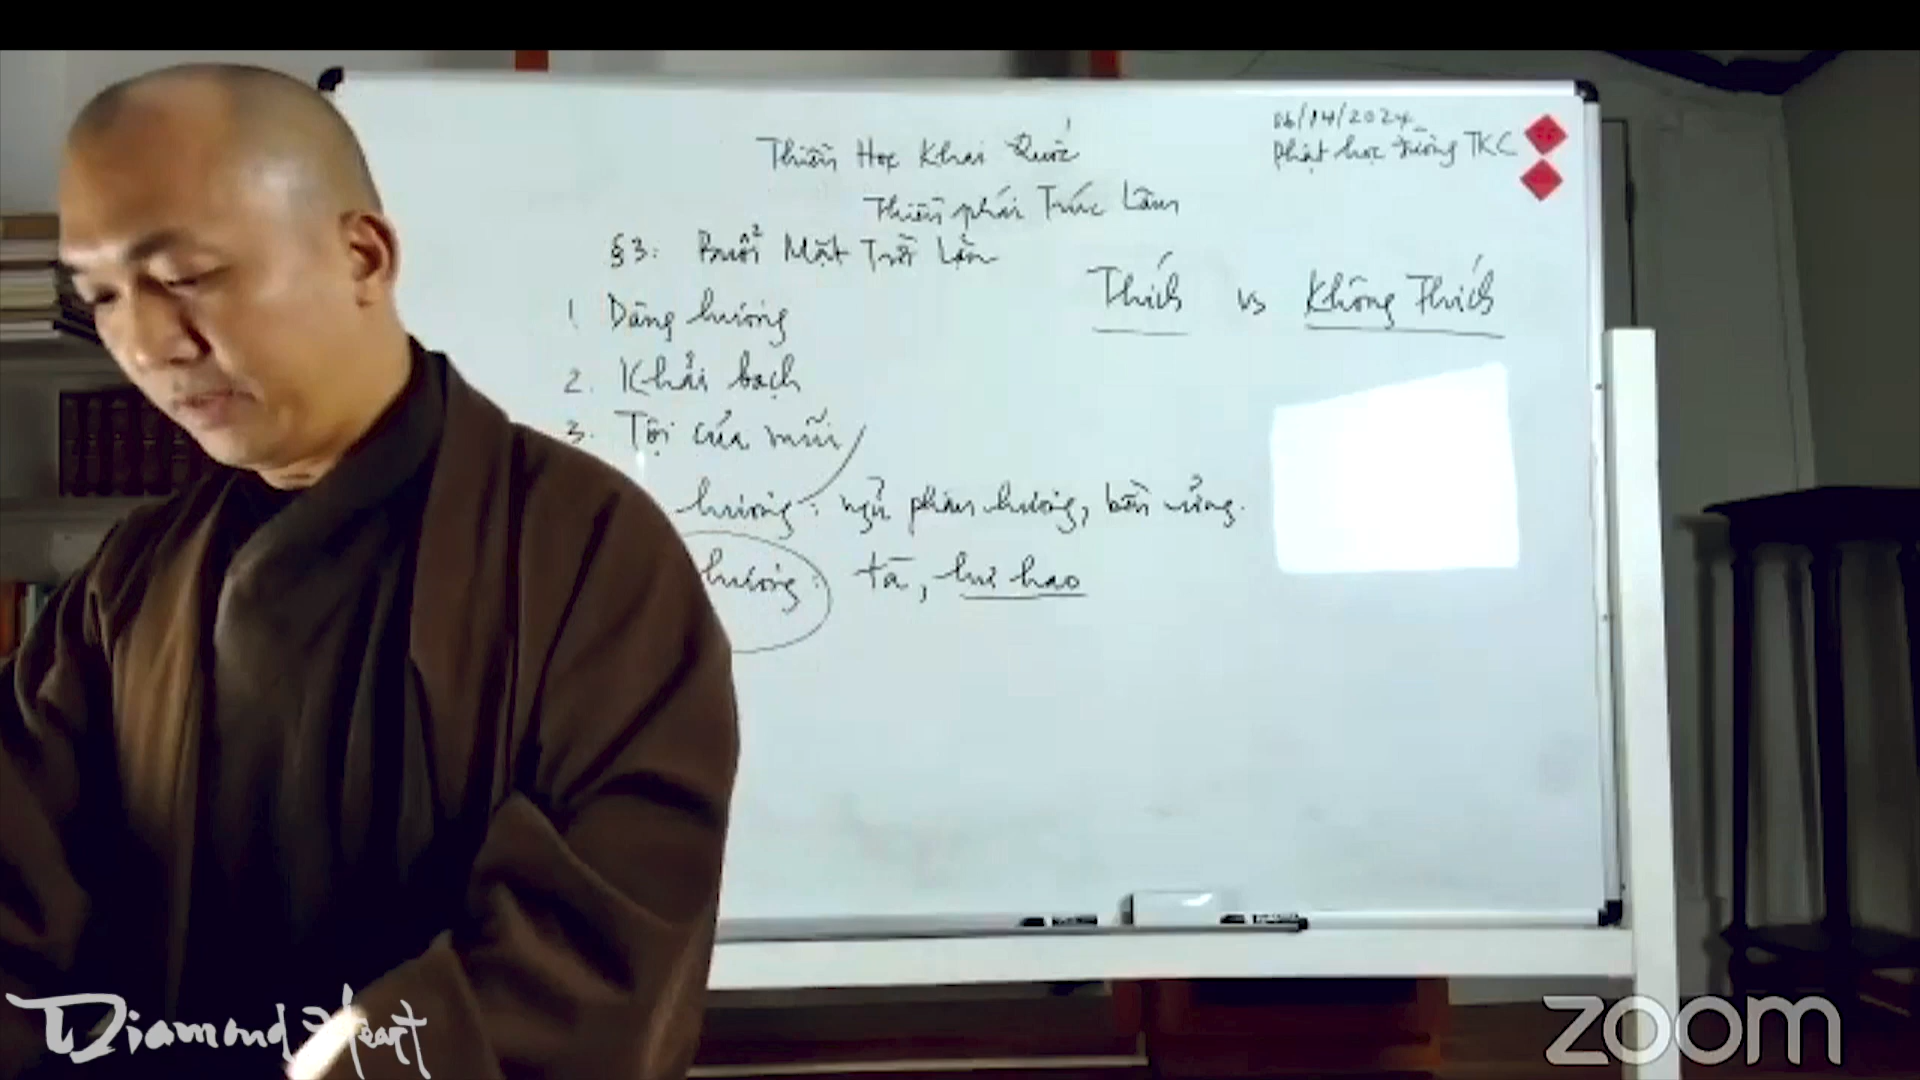 06/14/2024
Phật học đường TKC
Thiền Học Khai Quốc
Thiền phái Trúc Lâm
§3: Buổi Mặt Trời Lặn
Thích vs Không Thích
1. Dâng hương
2. Khải bạch
3. Tội của mũi
hương: ngũ phần hương, bền vững.
hương: tà, hư hao
Diamond Heart
zoom